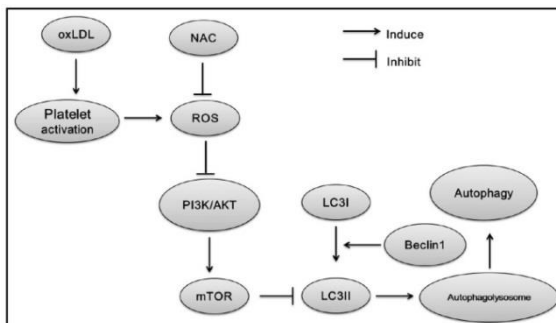 oxLDL
NAC
Induce
Inhibit
Platelet
activation
ROS
PI3K/AKT
LC3I
Autophagy
Beclin1
mTOR
LC3II
Autophagolysosome